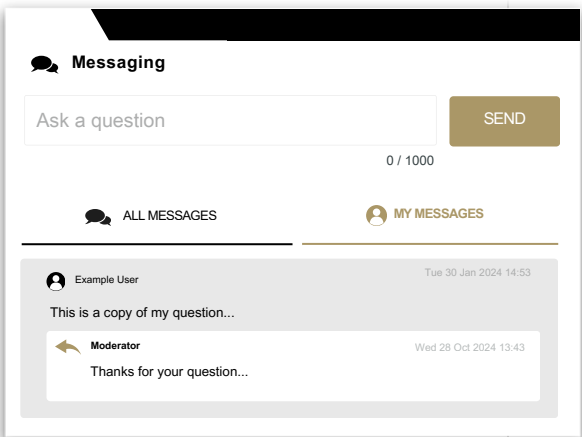 Messaging
Ask a question
SEND
0 / 1000
ALL MESSAGES
MY MESSAGES
Example User
Tue 30 Jan 2024 14:53
This is a copy of my question...
Moderator
Wed 28 Oct 2024 13:43
Thanks for your question...